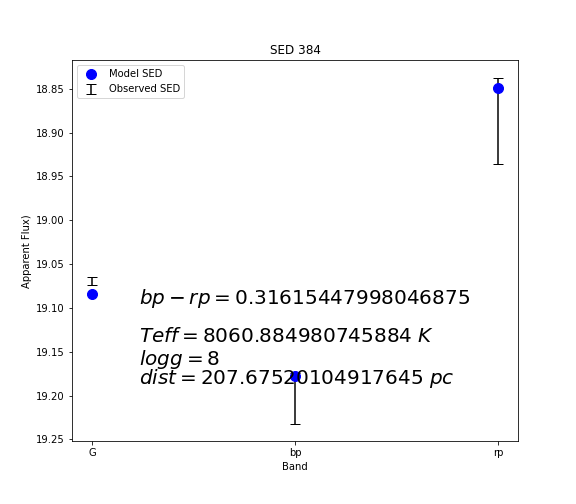 SED 384
Model SED
Observed SED
18.85
18.90
18.95
19.00
19.05
19.10
19.15
19.20
19.25
Apparent Flux)
bp − rp = 0.31615447998046875
Teff = 8060.884980745884 K
logg = 8
dist = 207.67520104917645 pc
G
bp
rp
Band